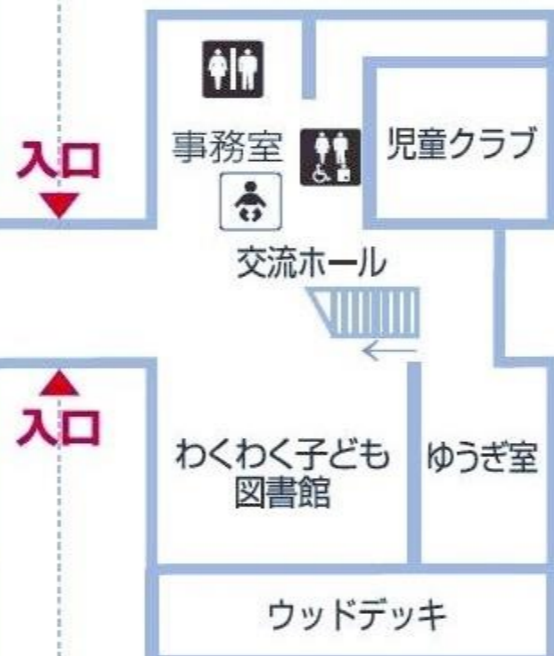 事務室
児童クラブ
入口
交流ホール
入口
わくわく子ども
図書館
ゆうぎ室
ウッドデッキ